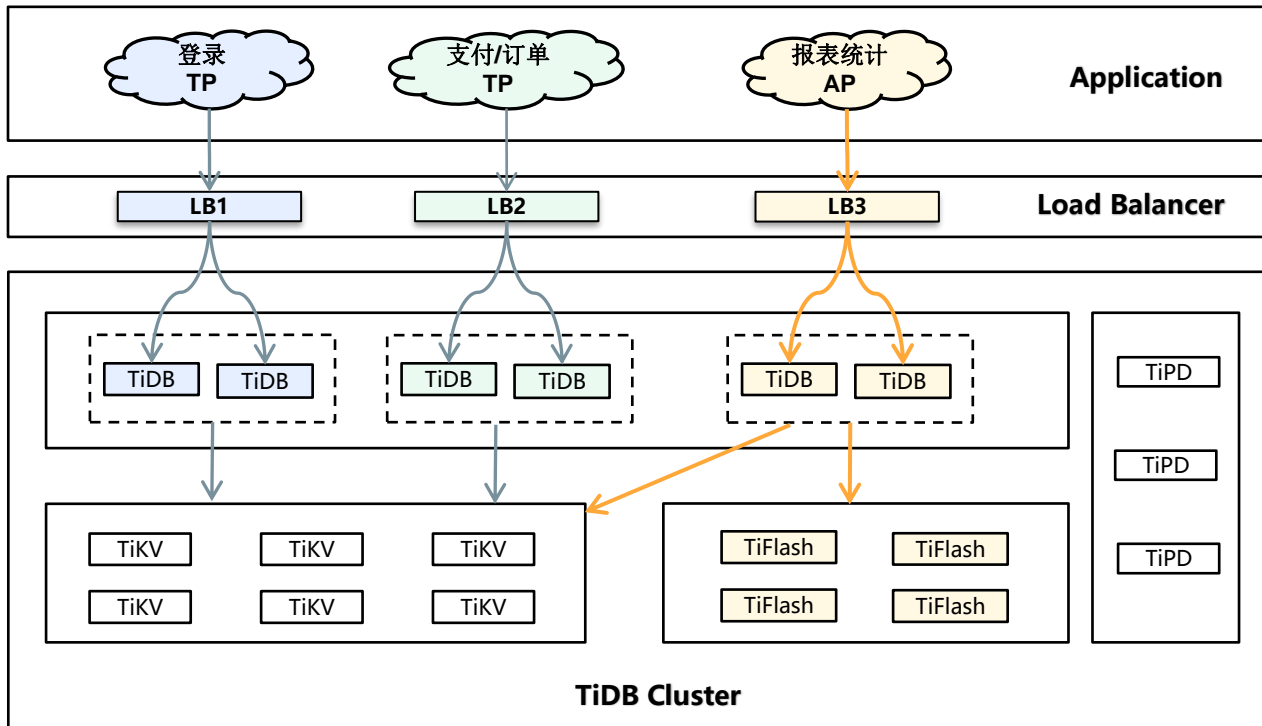 登录
TP
支付/订单
TP
报表统计
AP
Application
LB1
LB2
LB3
Load Balancer
TiDB
TiDB
TiDB
TiDB
TiDB
TiDB
TiPD
TiPD
TiPD
TiKV
TiKV
TiKV
TiKV
TiKV
TiKV
TiFlash
TiFlash
TiFlash
TiFlash
TiDB Cluster